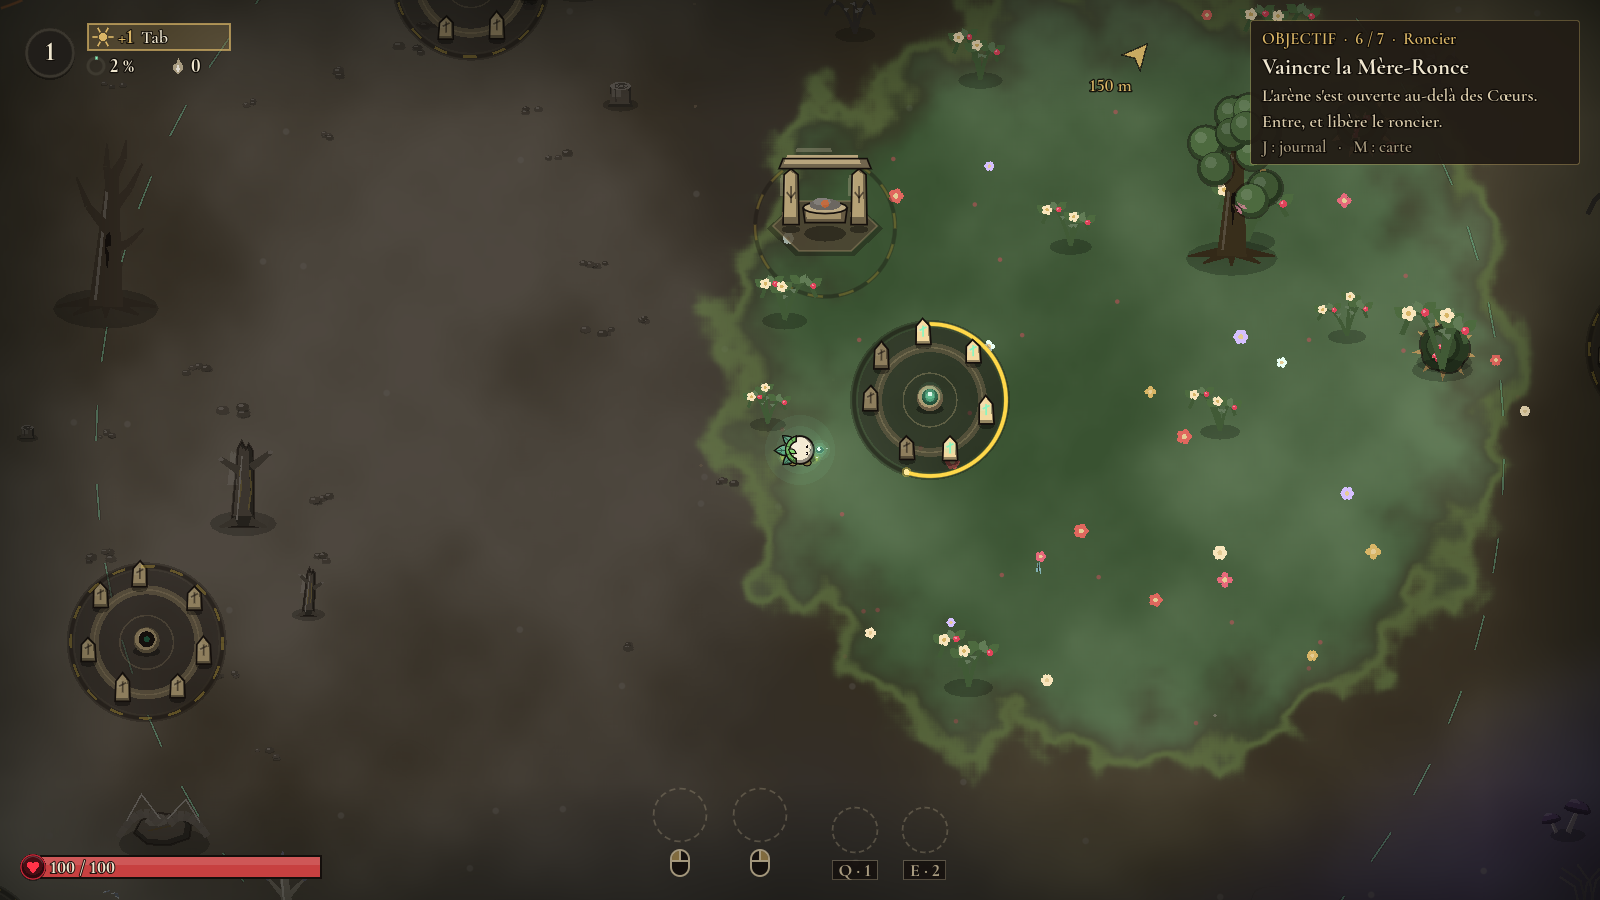 1
+1 Tab
2 %
0
150 m
OBJECTIF · 6 / 7 · Roncier
Vaincre la Mère-Ronce
L'arène s'est ouverte au-delà des Cœurs.
Entre, et libère le roncier.
J : journal · M : carte
100 / 100
Q · 1
E · 2